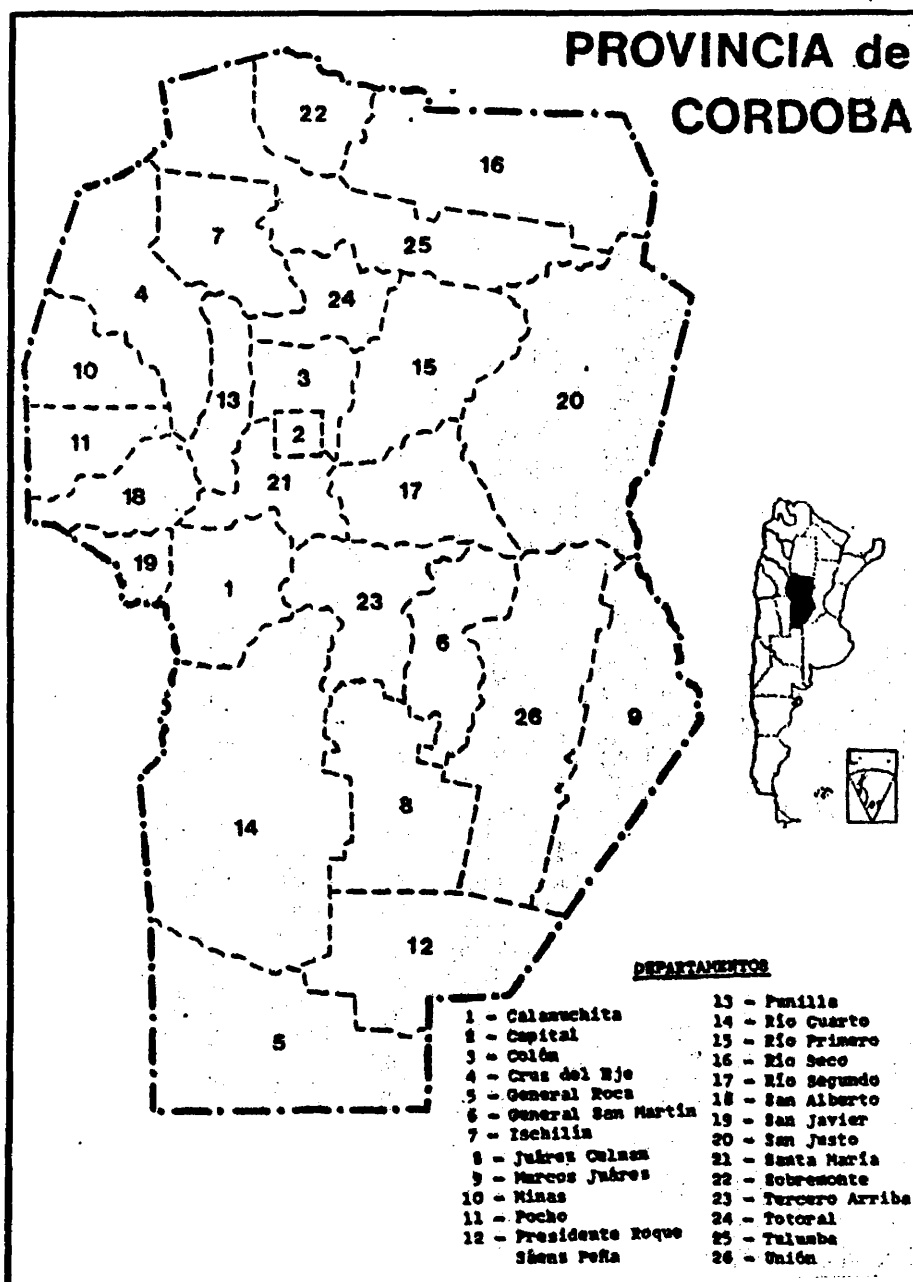 PROVINCIA de
CORDOBA
22
16
7
25
4
24
10
15
3
13
20
2
11
21
17
18
19
1
23
6
26
9
8
14
12
5
DEPARTAMENTOS
1 - Calamuchita
2 - Capital
3 - Colón
4 - Cruz del Eje
5 - General Roca
6 - General San Martín
7 - Ischilín
8 - Juárez Celman
9 - Marcos Juárez
10 - Minas
11 - Pocho
12 - Presidente Roque
Sáenz Peña
13 - Punilla
14 - Río Cuarto
15 - Río Primero
16 - Río Seco
17 - Río Segundo
18 - San Alberto
19 - San Javier
20 - San Justo
21 - Santa María
22 - Sobremonte
23 - Tercero Arriba
24 - Totoral
25 - Tulumba
26 - Unión